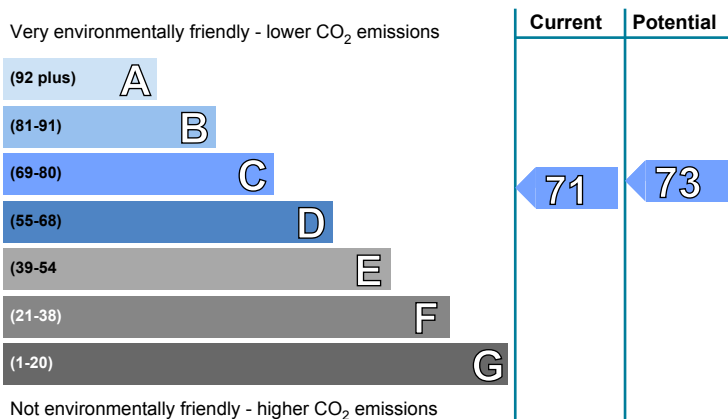 Current Potential
Very environmentally friendly - lower CO2 emissions
(92 plus) A
(81-91) B
(69-80) C
71 73
(55-68) D
(39-54 E
(21-38) F
(1-20) G
Not environmentally friendly - higher CO2 emissions